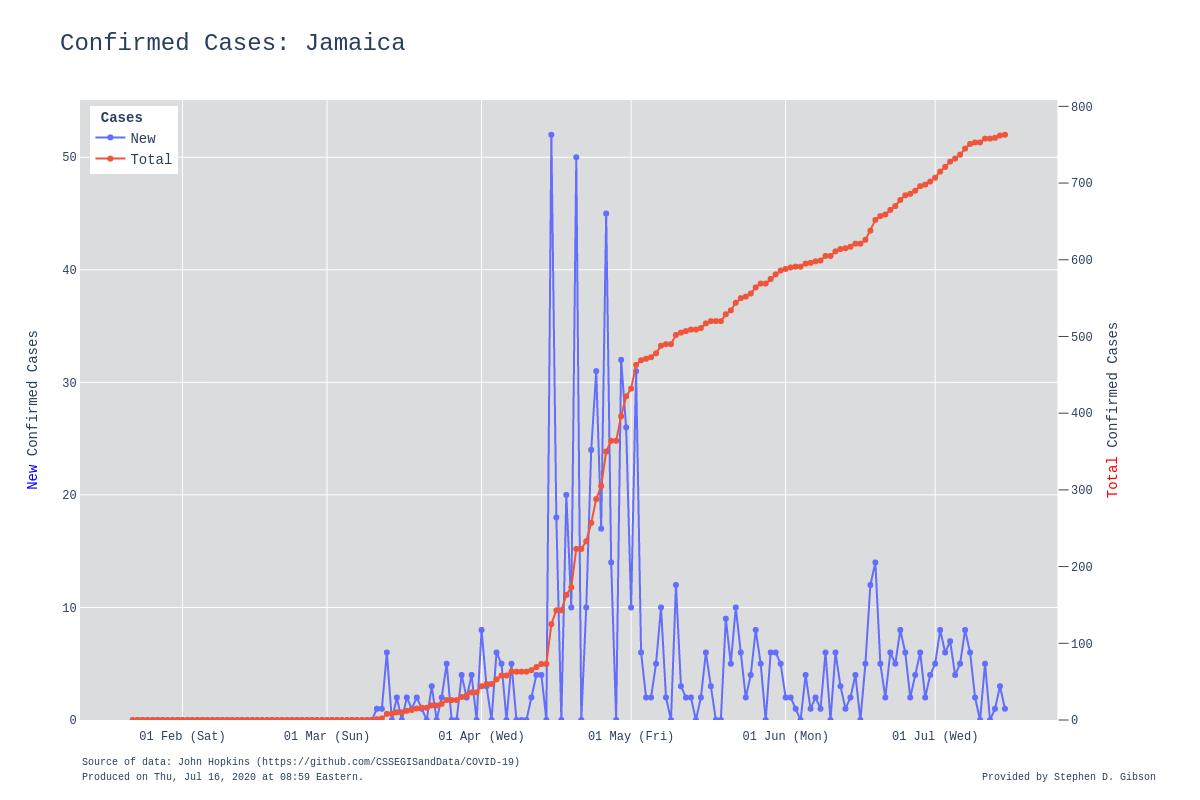 Confirmed Cases: Jamaica
Cases
New
Total
50
40
30
20
10
0
New Confirmed Cases
800
700
600
500
400
300
200
100
0
Total Confirmed Cases
01 Feb (Sat)
01 Mar (Sun)
01 Apr (Wed)
01 May (Fri)
01 Jun (Mon)
01 Jul (Wed)
Source of data: John Hopkins (https://github.com/CSSEGISandData/COVID-19)
Produced on Thu, Jul 16, 2020 at 08:59 Eastern.
Provided by Stephen D. Gibson